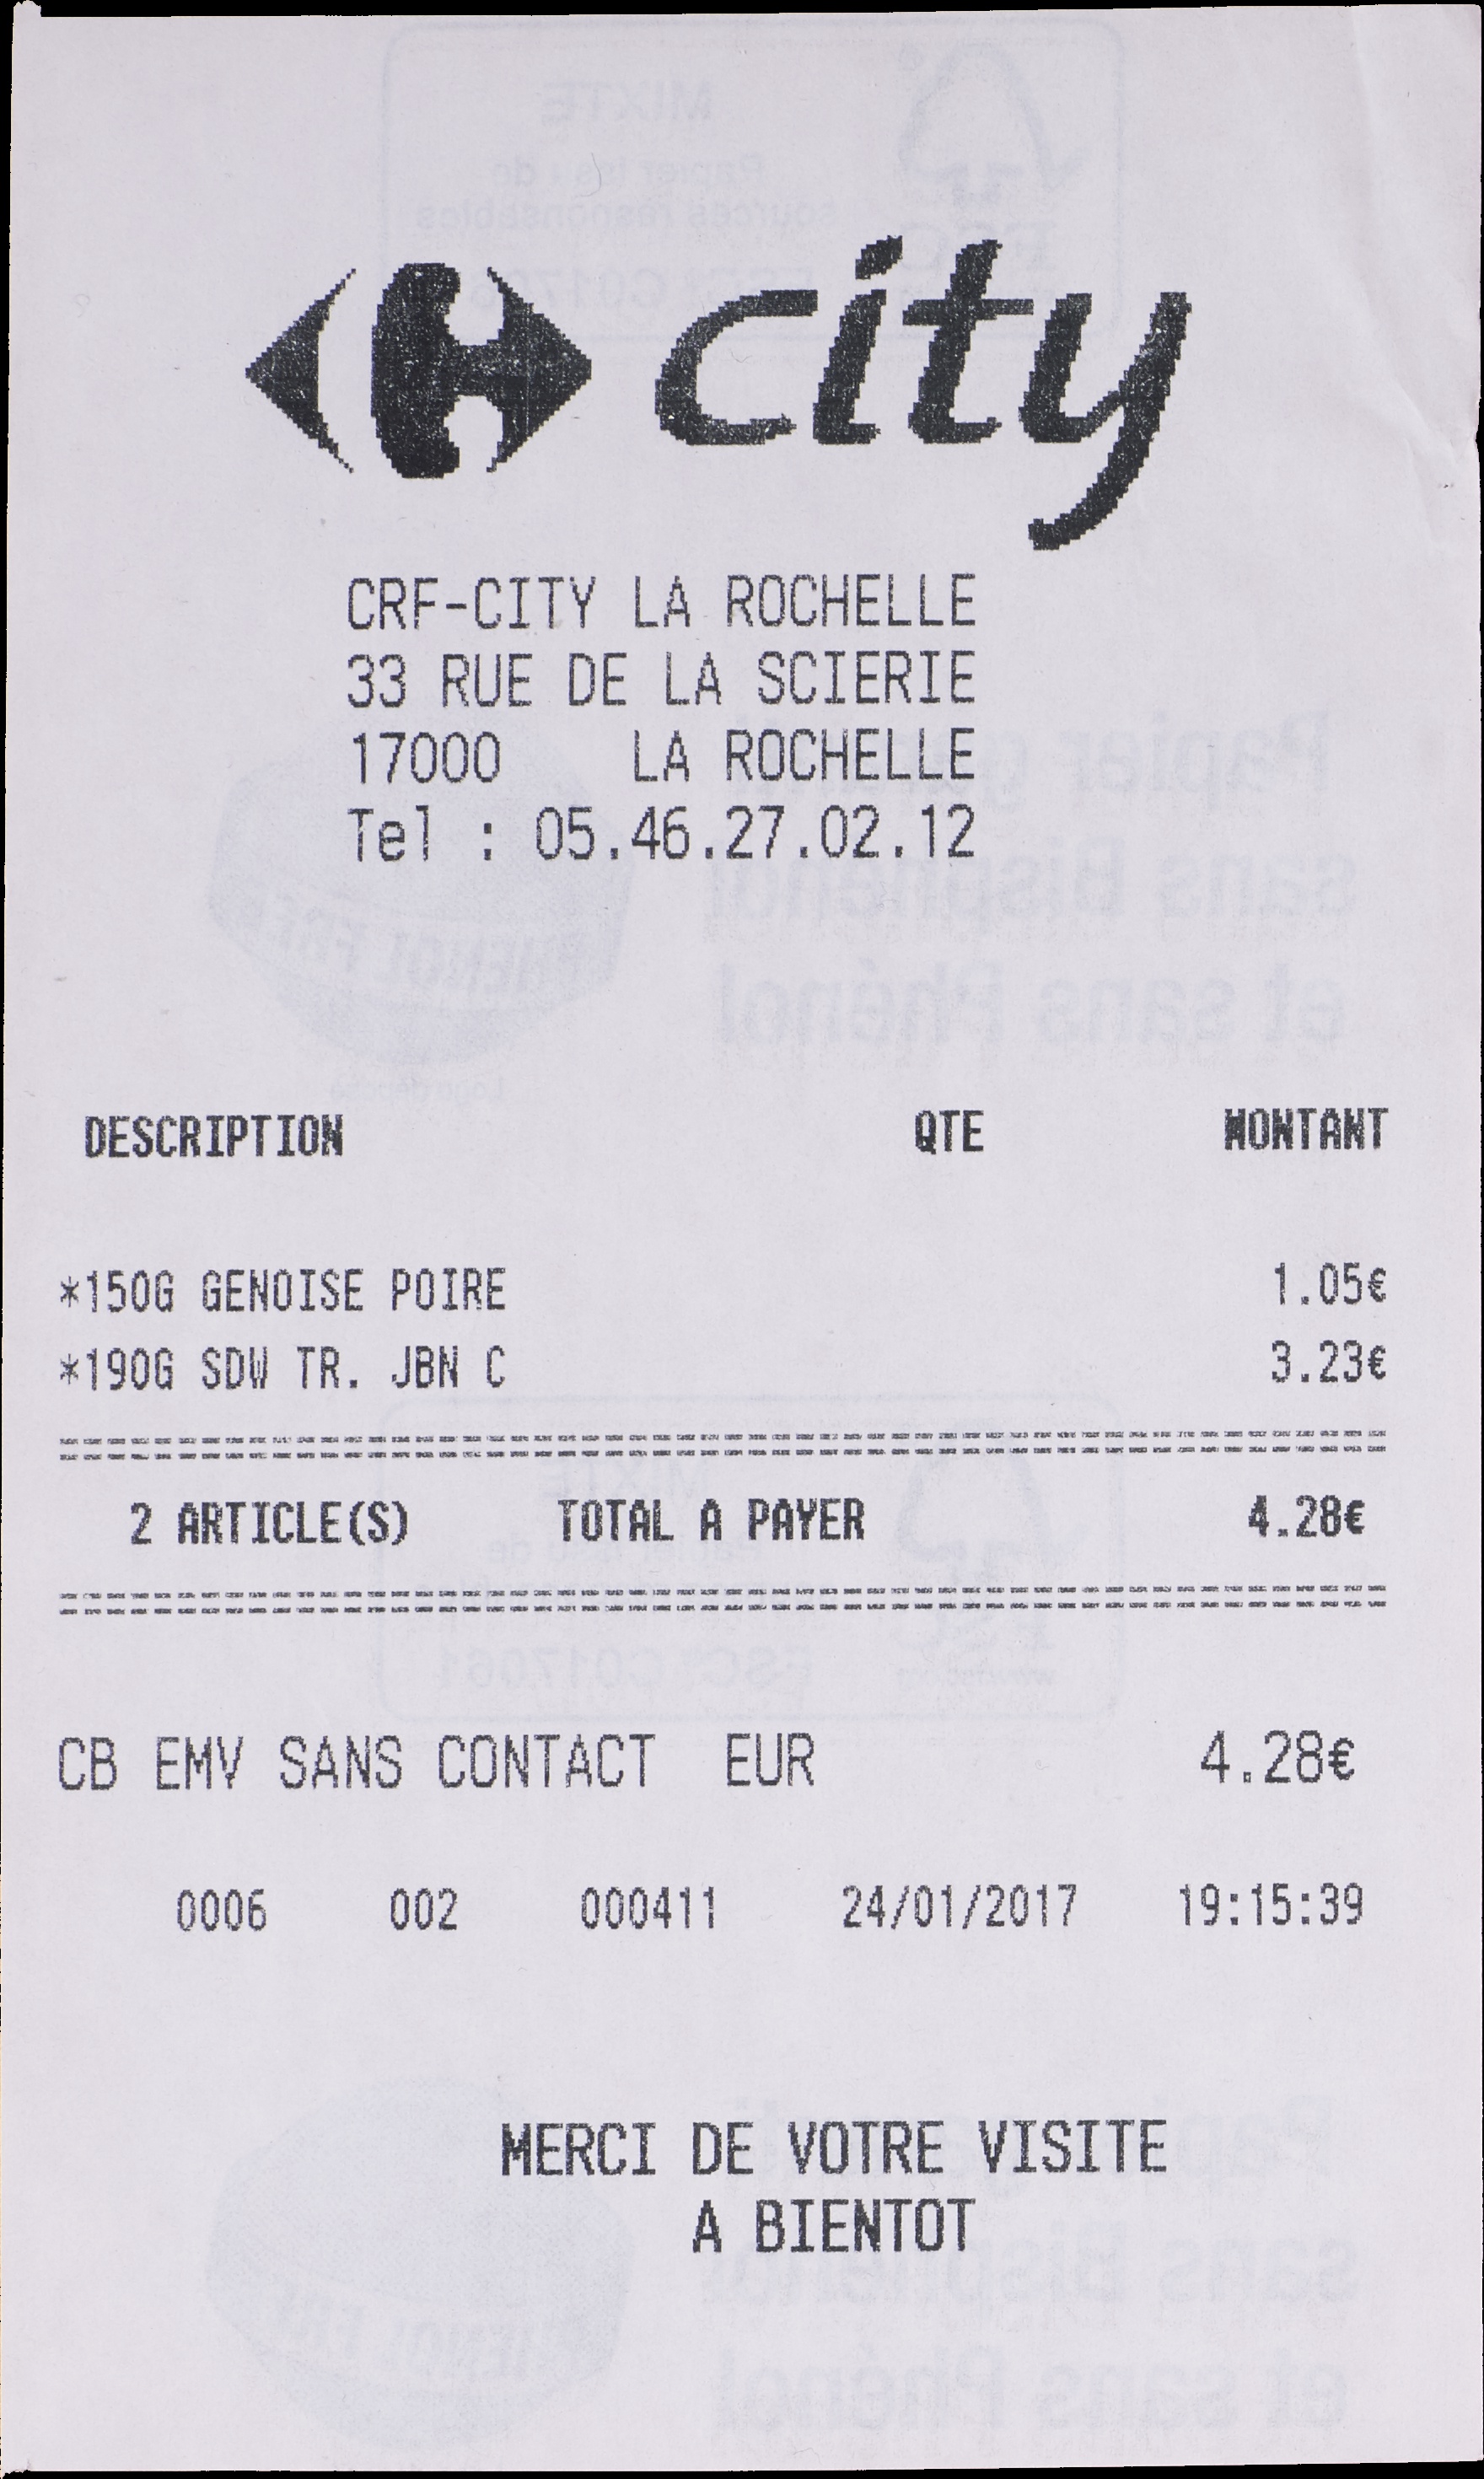 city
CRF-CITY LA ROCHELLE
33 RUE DE LA SCIERIE
17000 LA ROCHELLE
Tel : 05.46.27.02.12
DESCRIPTION QTE MONTANT
*150G GENOISE POIRE 1.05€
*190G SDW TR. JBN C 3.23€
2 ARTICLE(S) TOTAL A PAYER 4.28€
CB EMV SANS CONTACT EUR 4.28€
0006 002 000411 24/01/2017 19:15:39
MERCI DE VOTRE VISITE
A BIENTOT